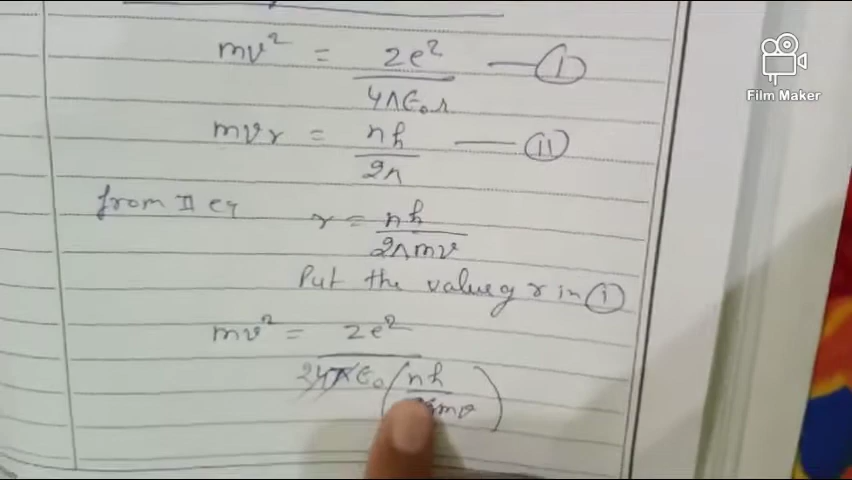 mv² = 2e² / 4πε₀r — (I)
mvr = nh / 2π — (II)
from II eq r = nh / 2πmv
Put the value of r in (I)
mv² = 2e² / 24πε₀ (nh / 2πmv)
Film Maker